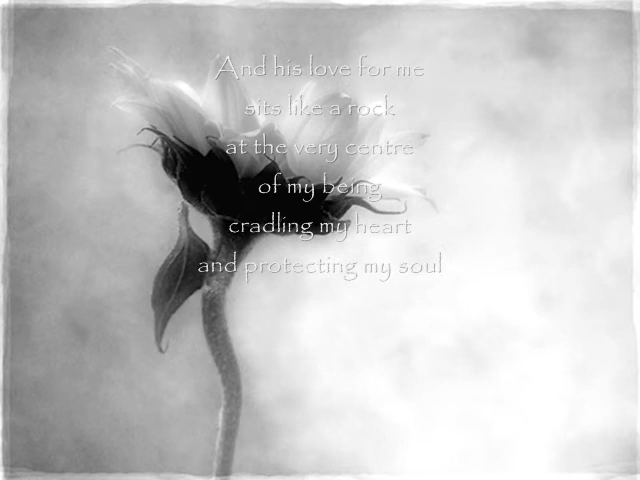 And his love for me
sits like a rock
at the very centre
of my being
cradling my heart
and protecting my soul